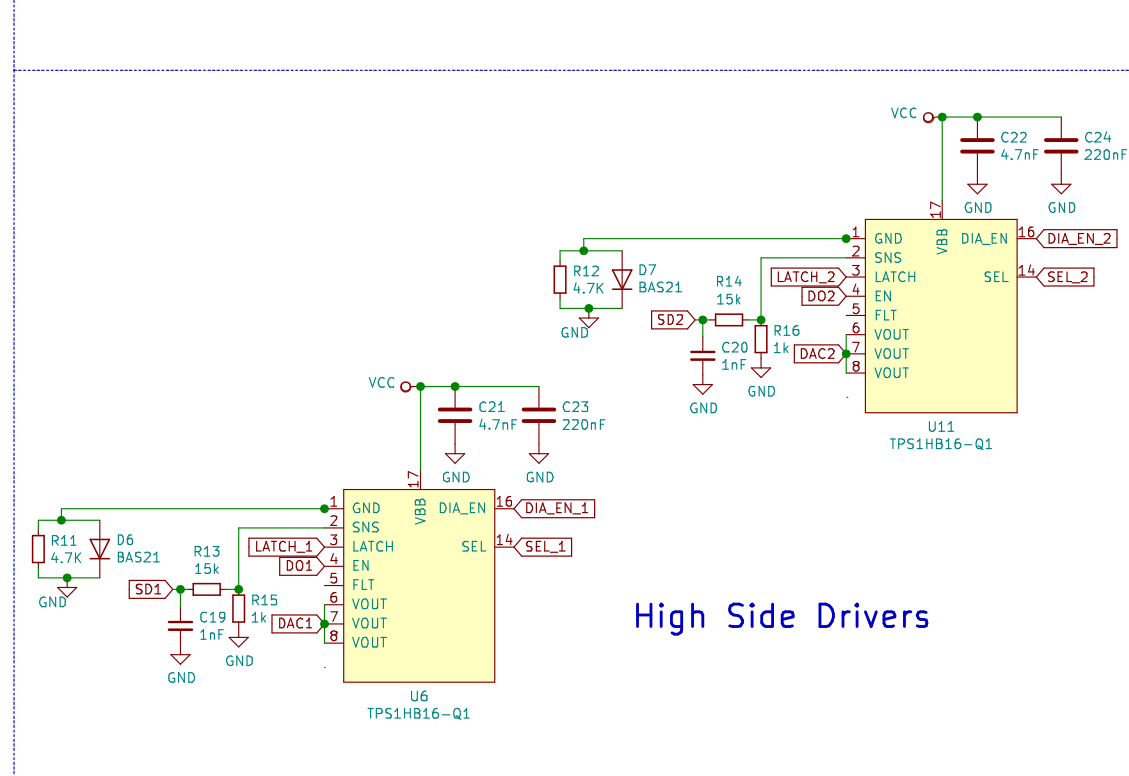 VCC
C22
4.7nF
C24
220nF
GND
GND
17
VBB
1
GND
DIA_EN
16
DIA_EN_2
2
SNS
LATCH_2
3
LATCH
SEL
14
SEL_2
DO2
4
EN
5
FLT
6
VOUT
DAC2
7
VOUT
8
VOUT
R12
4.7K
D7
BAS21
GND
R14
15k
SD2
R16
1k
C20
1nF
GND
GND
U11
TPS1HB16-Q1
VCC
C21
4.7nF
C23
220nF
GND
GND
17
VBB
1
GND
DIA_EN
16
DIA_EN_1
2
SNS
LATCH_1
3
LATCH
SEL
14
SEL_1
DO1
4
EN
5
FLT
6
VOUT
DAC1
7
VOUT
8
VOUT
R11
4.7K
D6
BAS21
GND
R13
15k
SD1
R15
1k
C19
1nF
GND
GND
U6
TPS1HB16-Q1
High Side Drivers